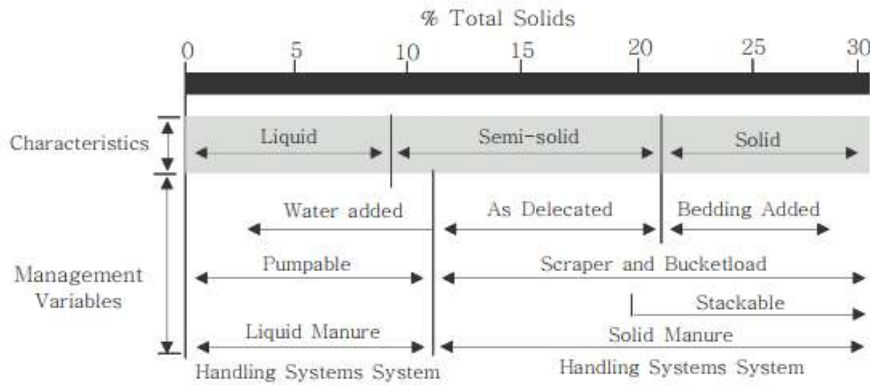 % Total Solids
0 5 10 15 20 25 30
Characteristics
Liquid Semi-solid Solid
Water added As Delecated Bedding Added
Management
Variables
Pumpable Scraper and Bucketload
Stackable
Liquid Manure Solid Manure
Handling Systems System Handling Systems System